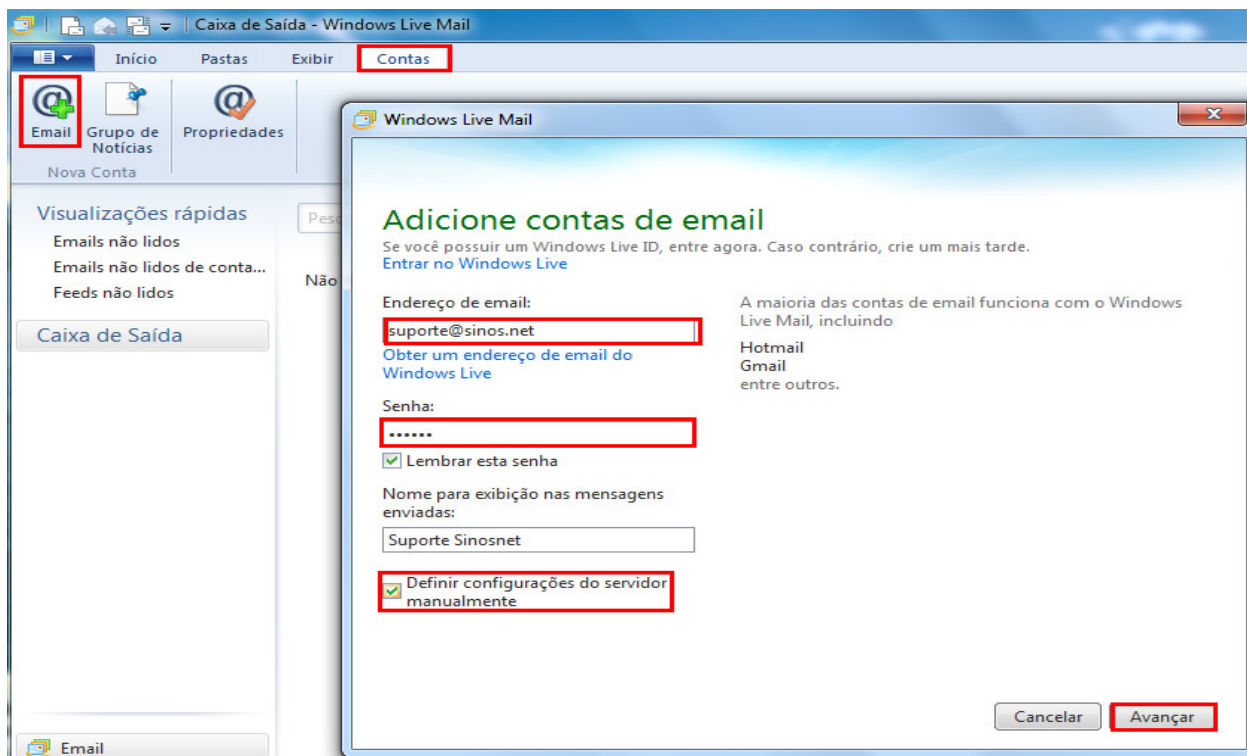 Caixa de Saída - Windows Live Mail
Início Pastas Exibir Contas
Email Grupo de Notícias Propriedades
Nova Conta
Visualizações rápidas
Emails não lidos
Emails não lidos de conta...
Feeds não lidos
Caixa de Saída
Email
Não
Windows Live Mail
Adicione contas de email
Se você possuir um Windows Live ID, entre agora. Caso contrário, crie um mais tarde.
Entrar no Windows Live
Endereço de email:
suporte@sinos.net
Obter um endereço de email do
Windows Live
Senha:
••••••
Lembrar esta senha
Nome para exibição nas mensagens
enviadas:
Suporte Sinosnet
Definir configurações do servidor
manualmente
A maioria das contas de email funciona com o Windows
Live Mail, incluindo
Hotmail
Gmail
entre outros.
Cancelar Avançar